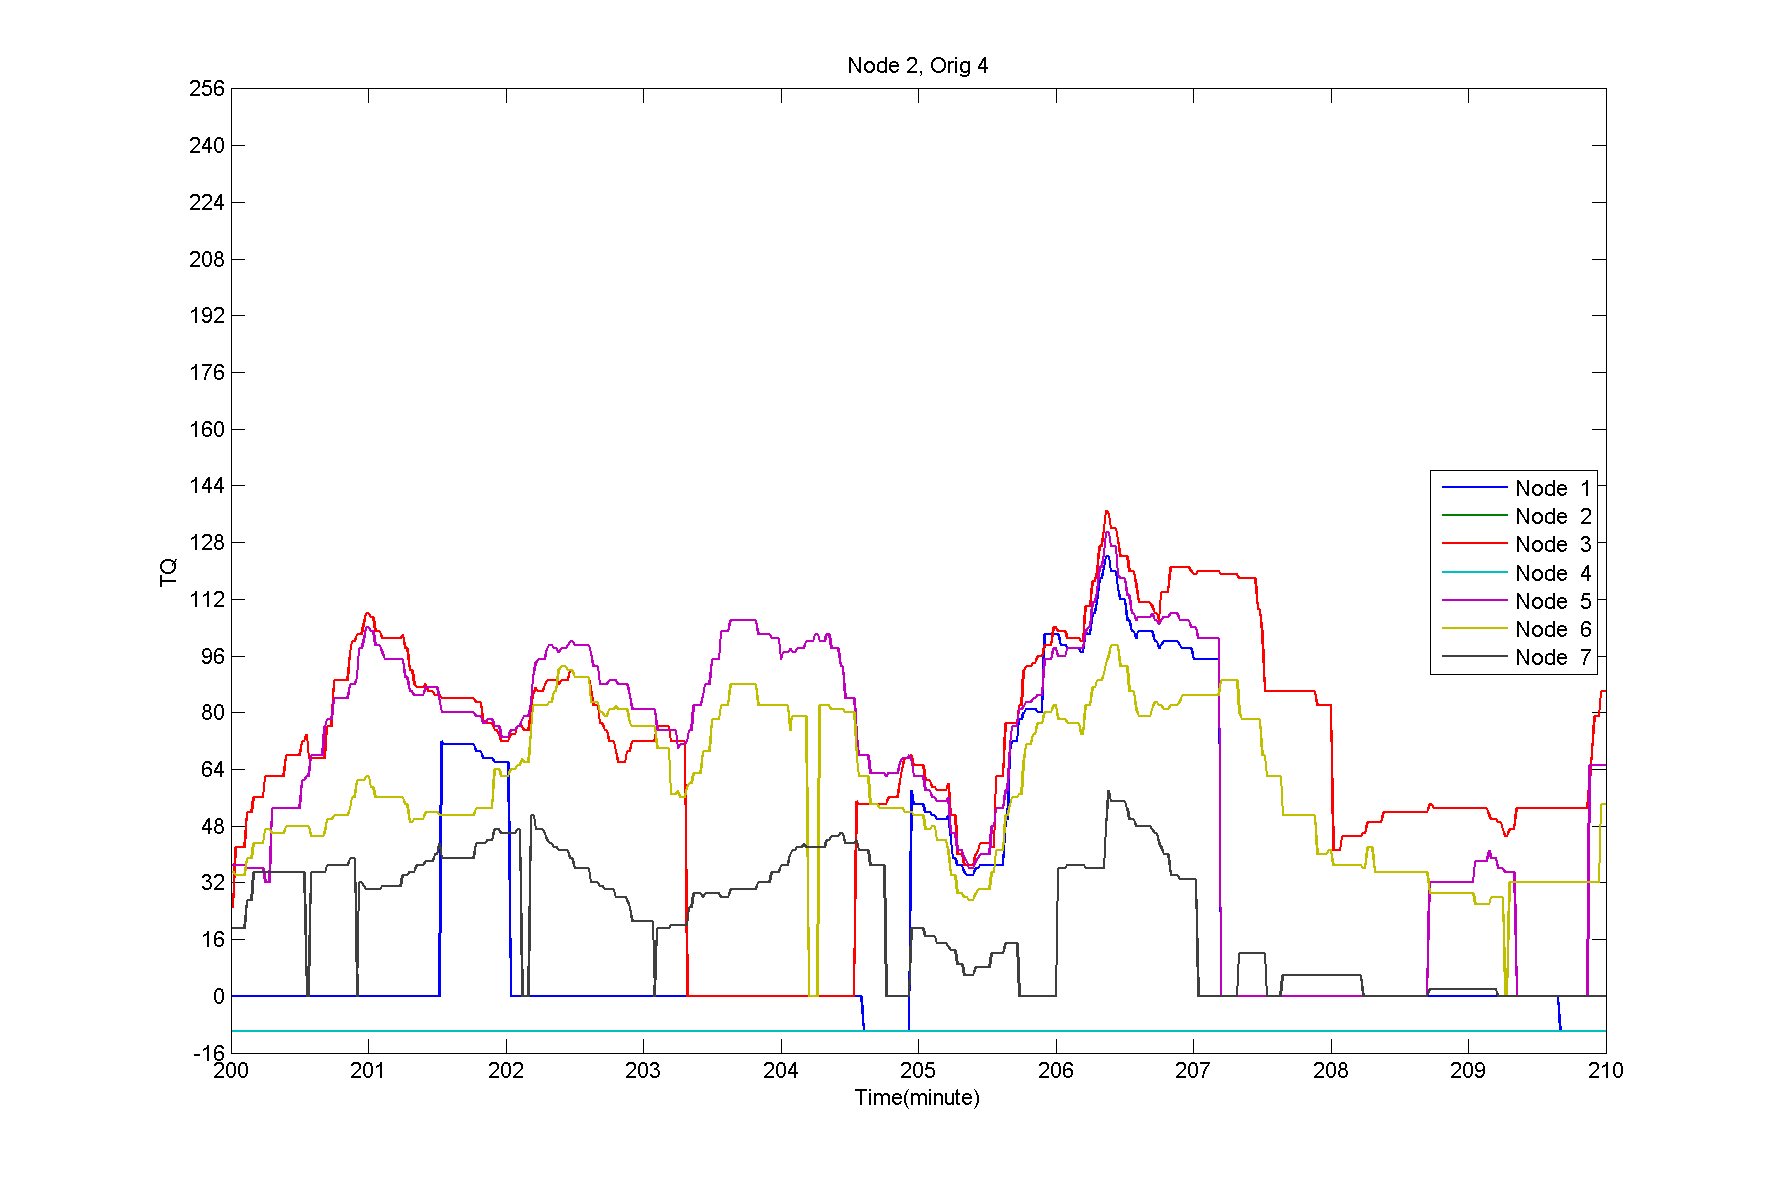 Node 2, Orig 4
256
240
224
208
192
176
160
144
128
112
96
80
64
48
32
16
0
-16
TQ
200 201 202 203 204 205 206 207 208 209 210
Time(minute)
Node 1
Node 2
Node 3
Node 4
Node 5
Node 6
Node 7